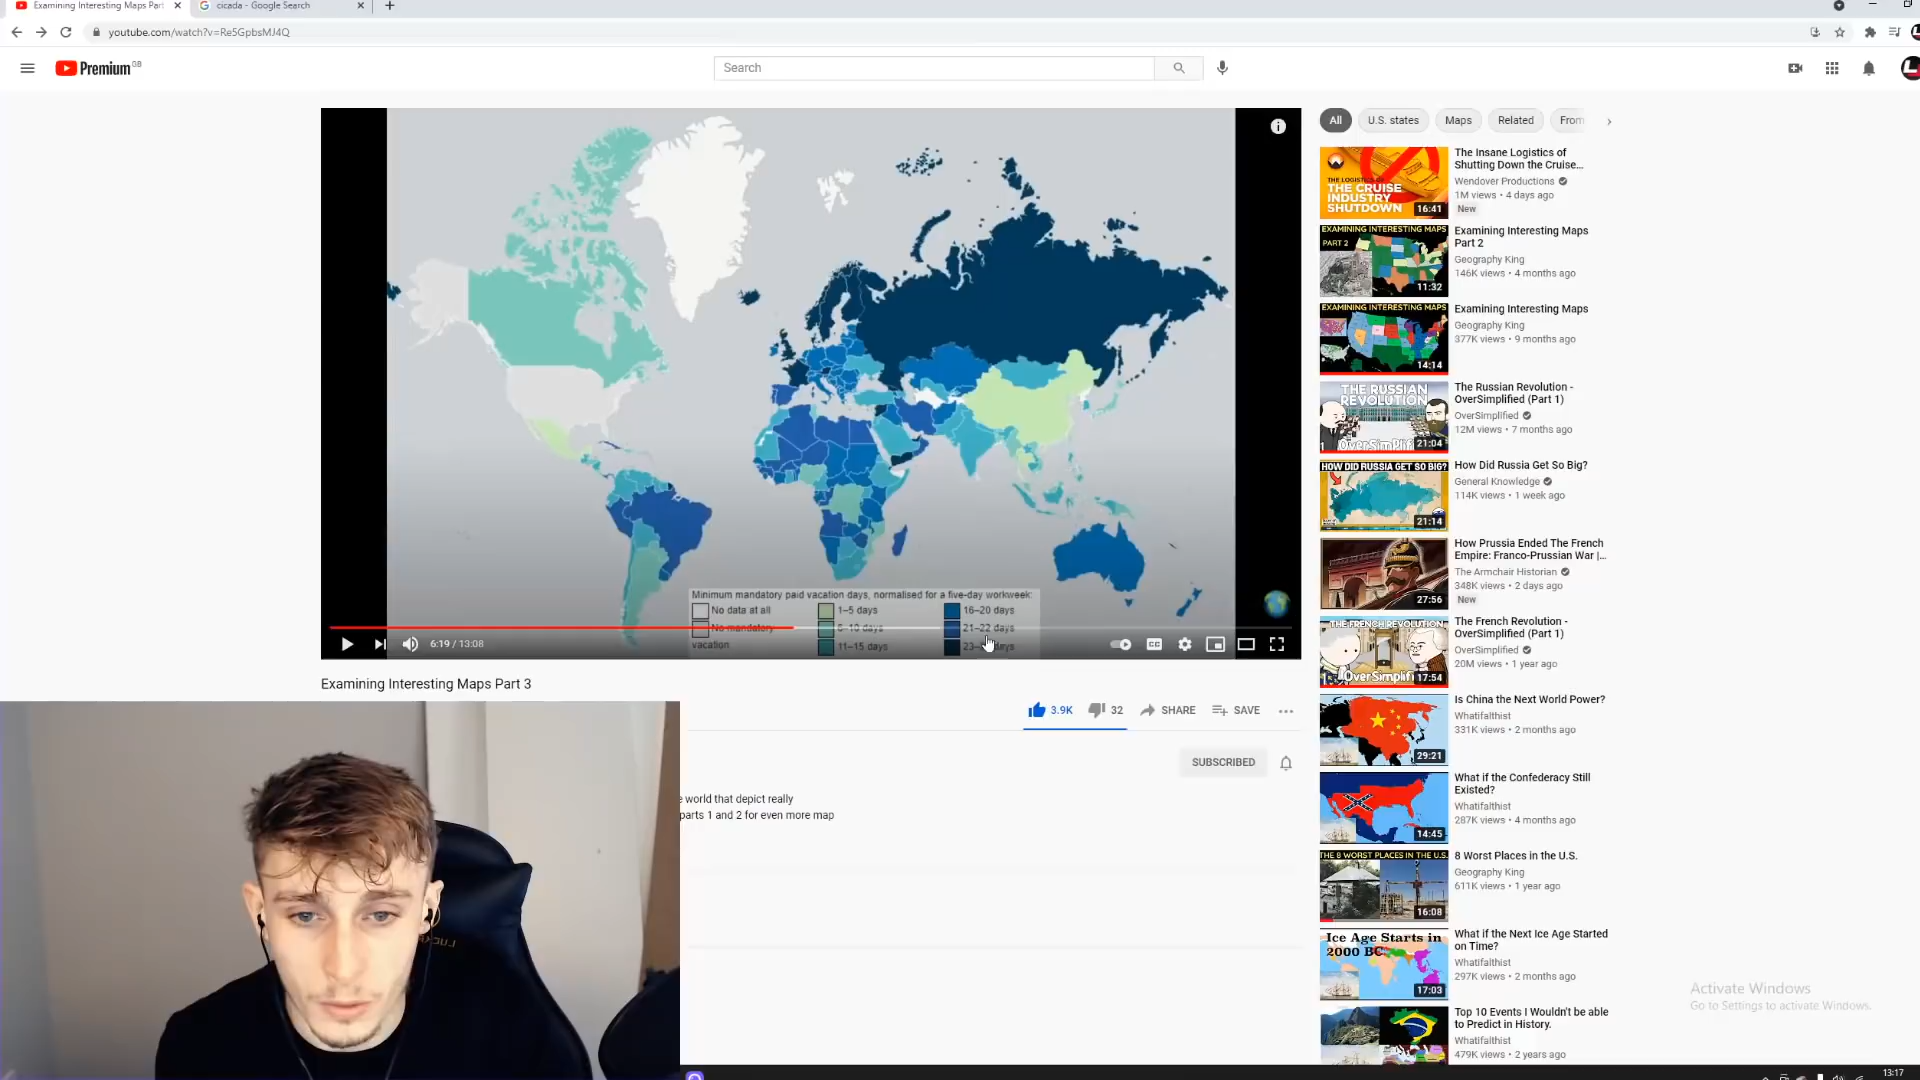 Examining Interesting Maps Part
cicada - Google Search
youtube.com/watch?v=Re5GpbsMJ4Q
Premium GB
Search
Minimum mandatory paid vacation days, normalised for a five-day workweek:
No data at all
1–5 days
16–20 days
No mandatory
6–10 days
21–22 days
vacation
11–15 days
6:19 / 13:08
Examining Interesting Maps Part 3
3.9K
32
SHARE
SAVE
SUBSCRIBED
world that depict really
parts 1 and 2 for even more map
All
U.S. states
Maps
Related
From
THE LOGISTICS OF
THE CRUISE
INDUSTRY
SHUTDOWN
16:41
The Insane Logistics of
Shutting Down the Cruise...
Wendover Productions
1M views • 4 days ago
New
EXAMINING INTERESTING MAPS
PART 2
11:32
Examining Interesting Maps
Part 2
Geography King
146K views • 4 months ago
EXAMINING INTERESTING MAPS
14:14
Examining Interesting Maps
Geography King
377K views • 9 months ago
THE RUSSIAN
REVOLUTION
OverSimplifi
21:04
The Russian Revolution -
OverSimplified (Part 1)
OverSimplified
12M views • 7 months ago
HOW DID RUSSIA GET SO BIG?
21:14
How Did Russia Get So Big?
General Knowledge
114K views • 1 week ago
27:56
How Prussia Ended The French
Empire: Franco-Prussian War |...
The Armchair Historian
348K views • 2 days ago
New
THE FRENCH
REVOLUTION
OverSimplifi
17:54
The French Revolution -
OverSimplified (Part 1)
OverSimplified
20M views • 1 year ago
29:21
Is China the Next World Power?
Whatifalthist
331K views • 2 months ago
14:45
What if the Confederacy Still
Existed?
Whatifalthist
287K views • 4 months ago
THE 8 WORST PLACES IN THE U.S.
16:08
8 Worst Places in the U.S.
Geography King
611K views • 1 year ago
Ice Age Starts in
2000 BC
17:03
What if the Next Ice Age Started
on Time?
Whatifalthist
297K views • 2 months ago
Top 10 Events I Wouldn't be able
to Predict in History.
Whatifalthist
479K views • 2 years ago
Activate Windows
Go to Settings to activate Windows.
13:17